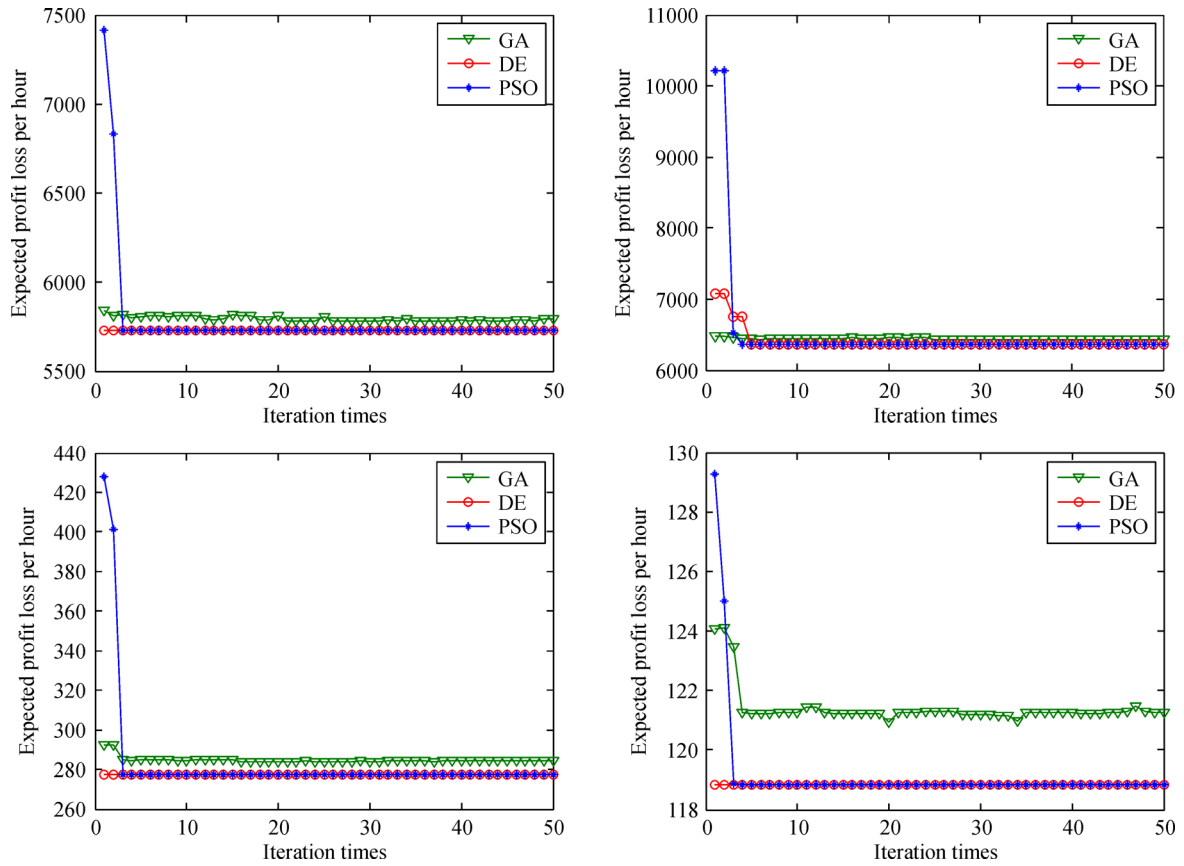 Expected profit loss per hour
7500
7000
6500
6000
5500
0
10
20
30
40
50
Iteration times
GA
DE
PSO
Expected profit loss per hour
11000
10000
9000
8000
7000
6000
0
10
20
30
40
50
Iteration times
GA
DE
PSO
Expected profit loss per hour
440
420
400
380
360
340
320
300
280
260
0
10
20
30
40
50
Iteration times
GA
DE
PSO
Expected profit loss per hour
130
128
126
124
122
120
118
0
10
20
30
40
50
Iteration times
GA
DE
PSO